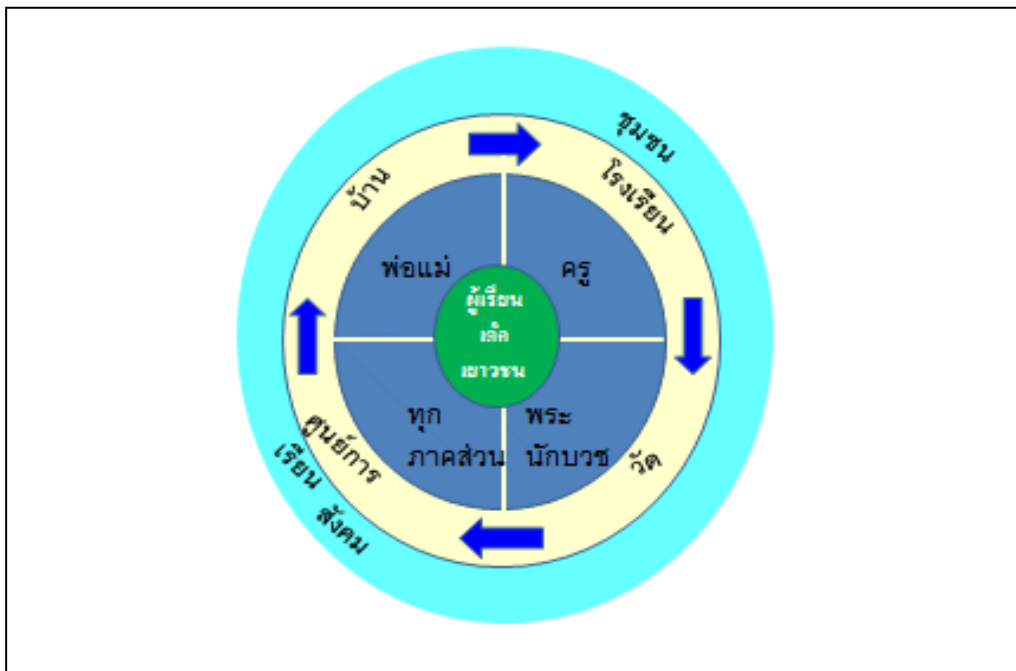 ชุมชน
บ้าน
โรงเรียน
พ่อแม่
ครู
ผู้เรียน
เด็ก
เยาวชน
ทุก
ภาคส่วน
พระ
นักบวช
วัด
ศูนย์การ
เรียน
สังคม